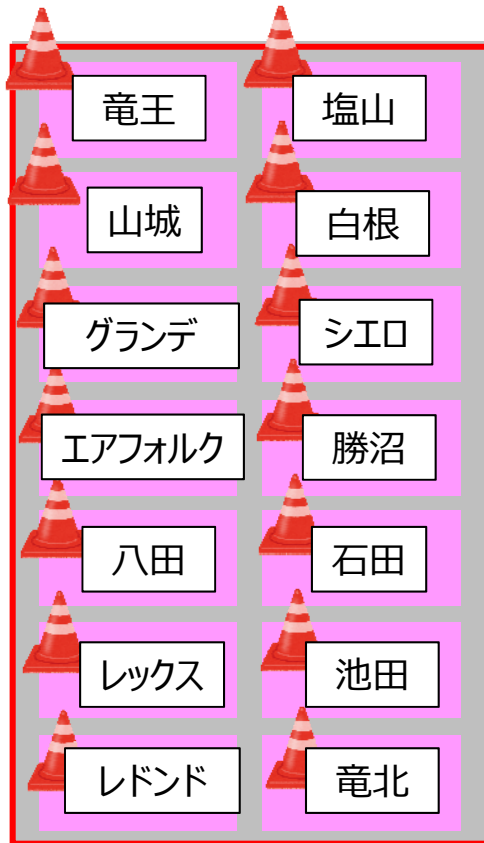 竜王 塩山
山城 白根
グランデ シエロ
エアフォルク 勝沼
八田 石田
レックス 池田
レドンド 竜北